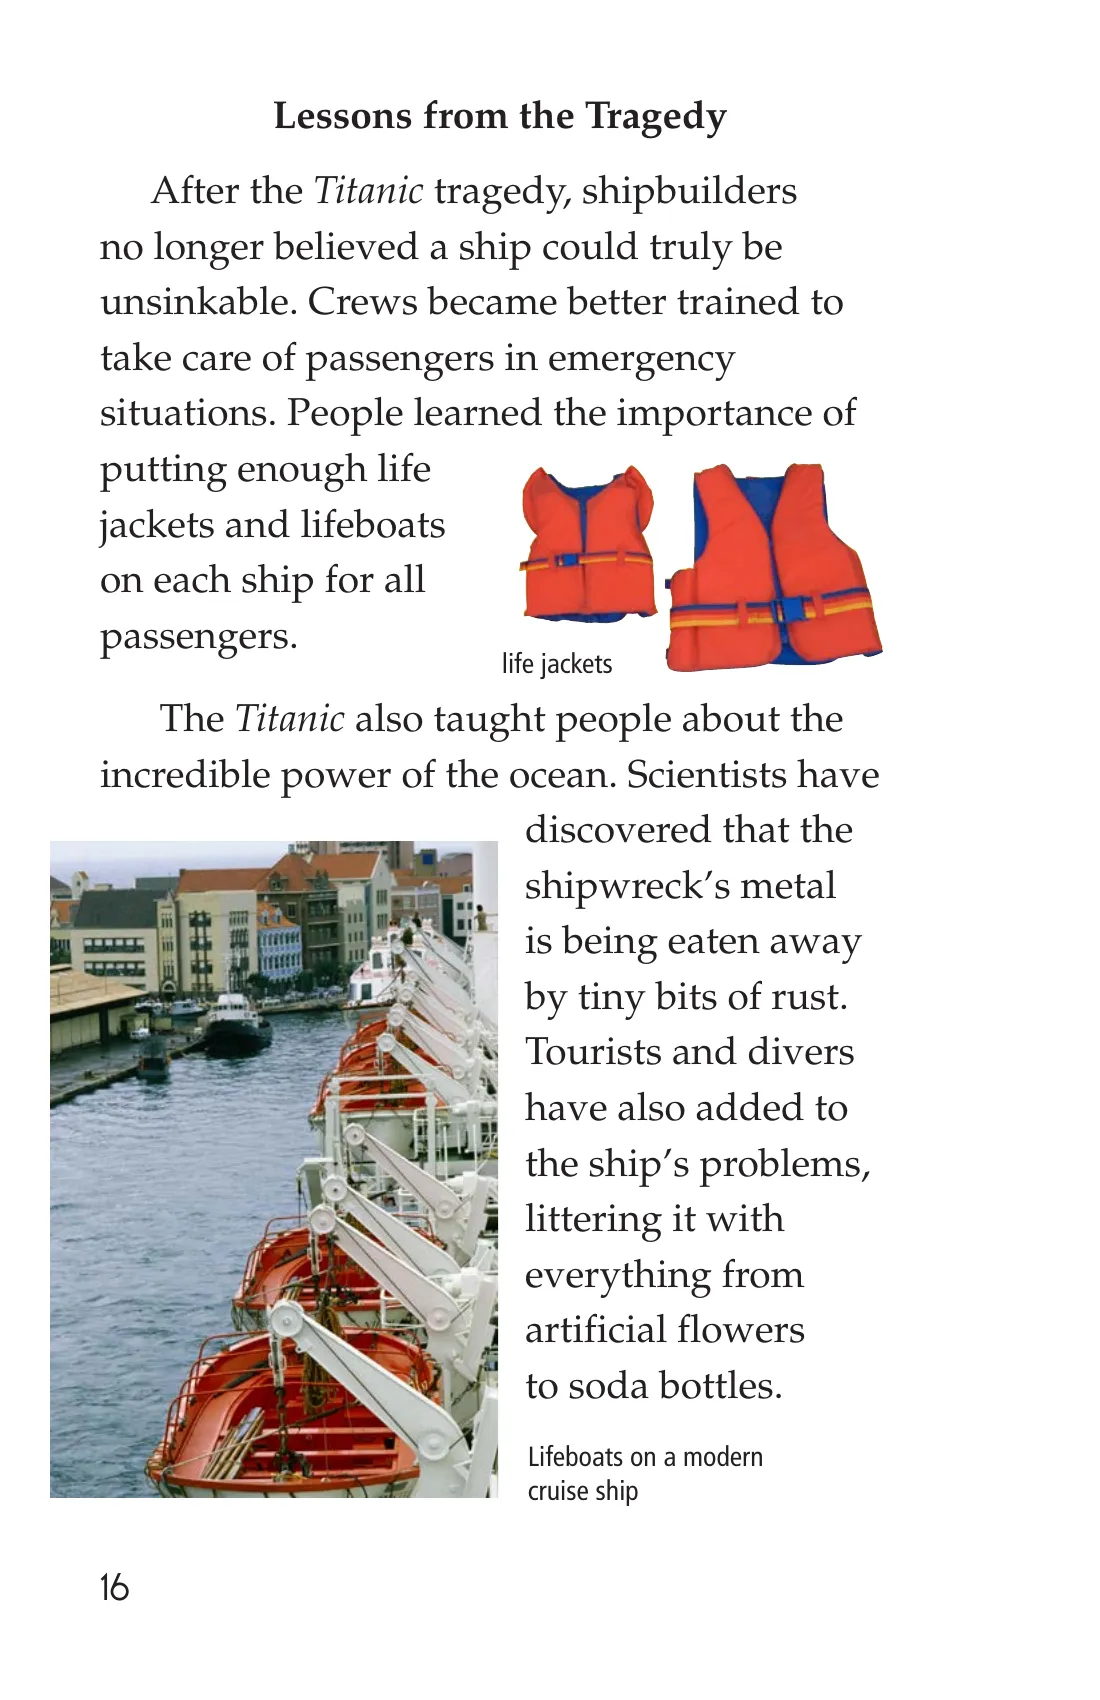 Lessons from the Tragedy
After the Titanic tragedy, shipbuilders
no longer believed a ship could truly be
unsinkable. Crews became better trained to
take care of passengers in emergency
situations. People learned the importance of
putting enough life
jackets and lifeboats
on each ship for all
passengers.
life jackets
The Titanic also taught people about the
incredible power of the ocean. Scientists have
discovered that the
shipwreck’s metal
is being eaten away
by tiny bits of rust.
Tourists and divers
have also added to
the ship’s problems,
littering it with
everything from
artificial flowers
to soda bottles.
Lifeboats on a modern
cruise ship
16